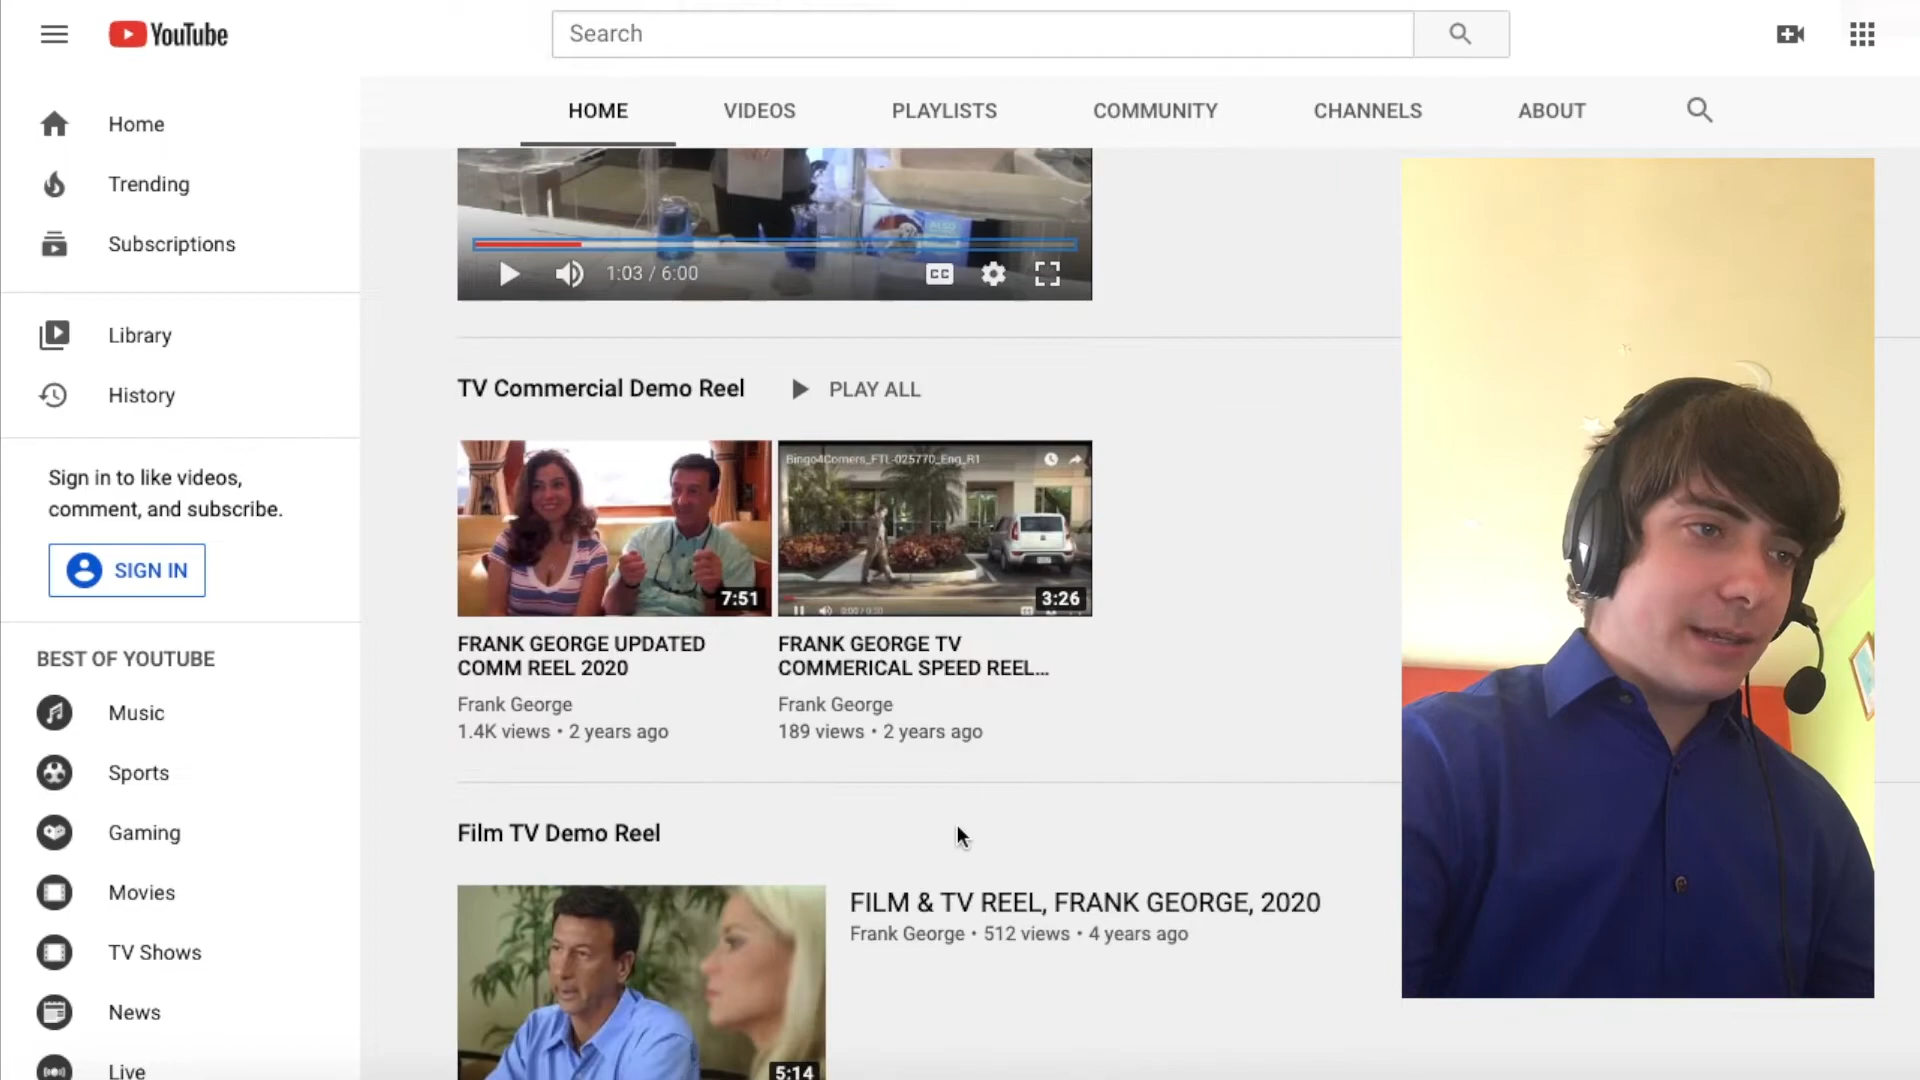 YouTube
Search
Home
Trending
Subscriptions
Library
History
Sign in to like videos,
comment, and subscribe.
SIGN IN
BEST OF YOUTUBE
Music
Sports
Gaming
Movies
TV Shows
News
Live
HOME
VIDEOS
PLAYLISTS
COMMUNITY
CHANNELS
ABOUT
ALSO
1:03 / 6:00
CC
TV Commercial Demo Reel
PLAY ALL
7:51
FRANK GEORGE UPDATED
COMM REEL 2020
Frank George
1.4K views • 2 years ago
Bingo4Corners_FTL-025770_Eng_R1
3:26
FRANK GEORGE TV
COMMERICAL SPEED REEL...
Frank George
189 views • 2 years ago
Film TV Demo Reel
5:14
FILM & TV REEL, FRANK GEORGE, 2020
Frank George • 512 views • 4 years ago